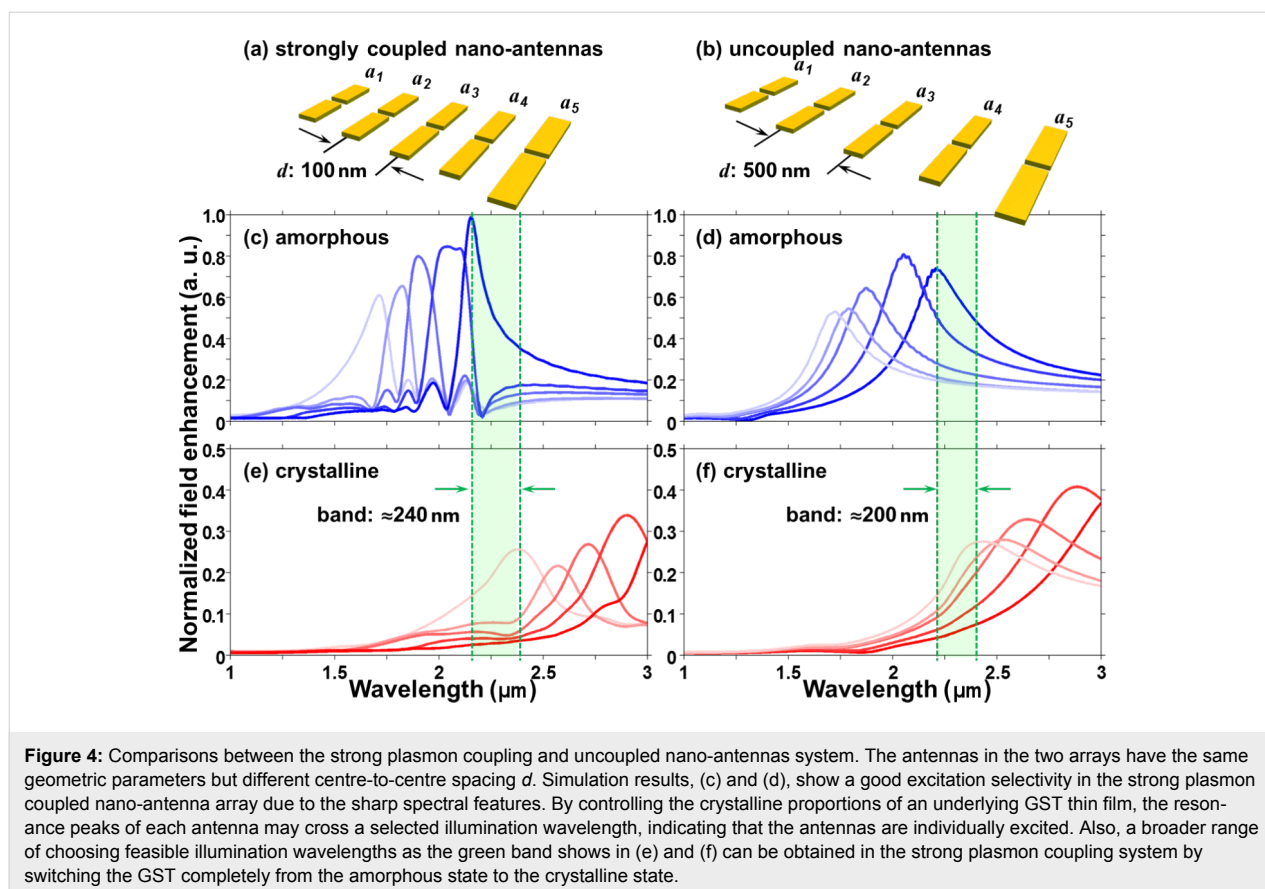 (a) strongly coupled nano-antennas
(b) uncoupled nano-antennas
a1
a2
a3
a4
a5
d: 100 nm
a1
a2
a3
a4
a5
d: 500 nm
Normalized field enhancement (a. u.)
1.0
0.8
0.6
0.4
0.2
0
(c) amorphous
1.0
0.8
0.6
0.4
0.2
0
(d) amorphous
0.5
0.4
0.3
0.2
0.1
0
(e) crystalline
band: ≈240 nm
0.5
0.4
0.3
0.2
0.1
0
(f) crystalline
band: ≈200 nm
1 1.5 2 2.5 3
Wavelength (µm)
1 1.5 2 2.5 3
Wavelength (µm)
Figure 4: Comparisons between the strong plasmon coupling and uncoupled nano-antennas system. The antennas in the two arrays have the same
geometric parameters but different centre-to-centre spacing d. Simulation results, (c) and (d), show a good excitation selectivity in the strong plasmon
coupled nano-antenna array due to the sharp spectral features. By controlling the crystalline proportions of an underlying GST thin film, the reson-
ance peaks of each antenna may cross a selected illumination wavelength, indicating that the antennas are individually excited. Also, a broader range
of choosing feasible illumination wavelengths as the green band shows in (e) and (f) can be obtained in the strong plasmon coupling system by
switching the GST completely from the amorphous state to the crystalline state.